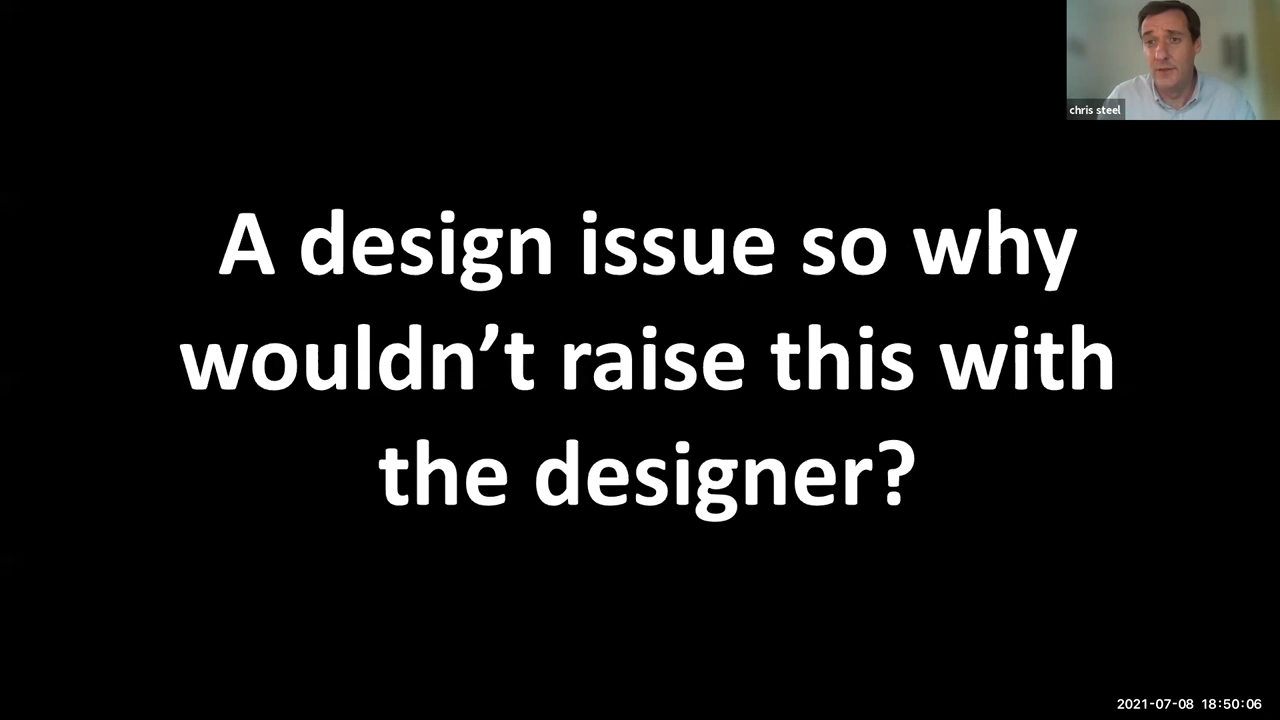 chris steel
A design issue so why
wouldn’t raise this with
the designer?
2021-07-08 18:50:06